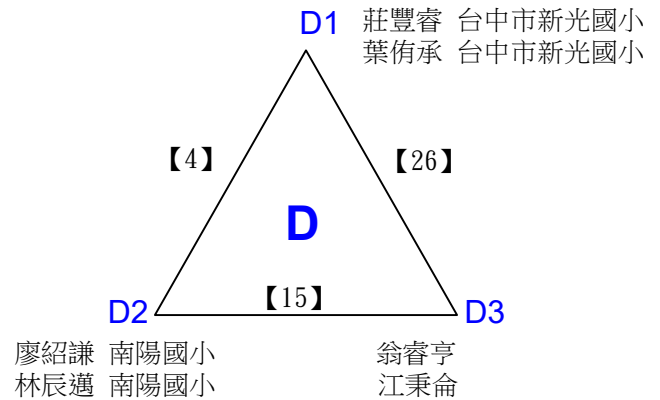 D1
莊豐睿 台中市新光國小
葉侑承 台中市新光國小
【4】
【26】
D
【15】
D2
D3
廖紹謙 南陽國小
林辰邁 南陽國小
翁睿亨
江秉侖